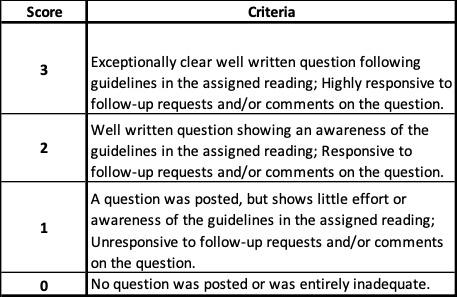 Score Criteria
3
Exceptionally clear well written question following
guidelines in the assigned reading; Highly responsive to
follow-up requests and/or comments on the question.
2
Well written question showing an awareness of the
guidelines in the assigned reading; Responsive to
follow-up requests and/or comments on the question.
1
A question was posted, but shows little effort or
awareness of the guidelines in the assigned reading;
Unresponsive to follow-up requests and/or comments
on the question.
0 No question was posted or was entirely inadequate.